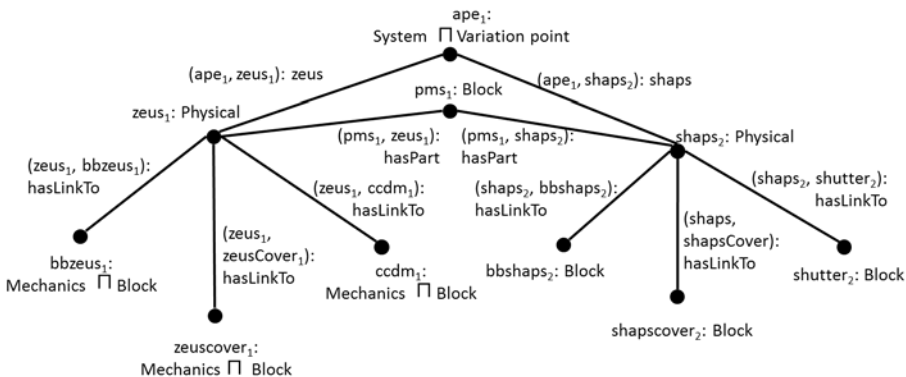 ape₁:
System ⊓ Variation point
(ape₁, zeus₁): zeus
(ape₁, shaps₂): shaps
pms₁: Block
zeus₁: Physical
shaps₂: Physical
(pms₁, zeus₁):
hasPart
(pms₁, shaps₂):
hasPart
(zeus₁, bbzeus₁):
hasLinkTo
(zeus₁, ccdm₁):
hasLinkTo
(shaps₂, bbshaps₂):
hasLinkTo
(shaps₂, shutter₂):
hasLinkTo
(zeus₁,
zeusCover₁):
hasLinkTo
(shaps,
shapsCover):
hasLinkTo
bbzeus₁:
Mechanics ⊓ Block
ccdm₁:
Mechanics ⊓ Block
bbshaps₂: Block
shutter₂: Block
shapscover₂: Block
zeuscover₁:
Mechanics ⊓ Block